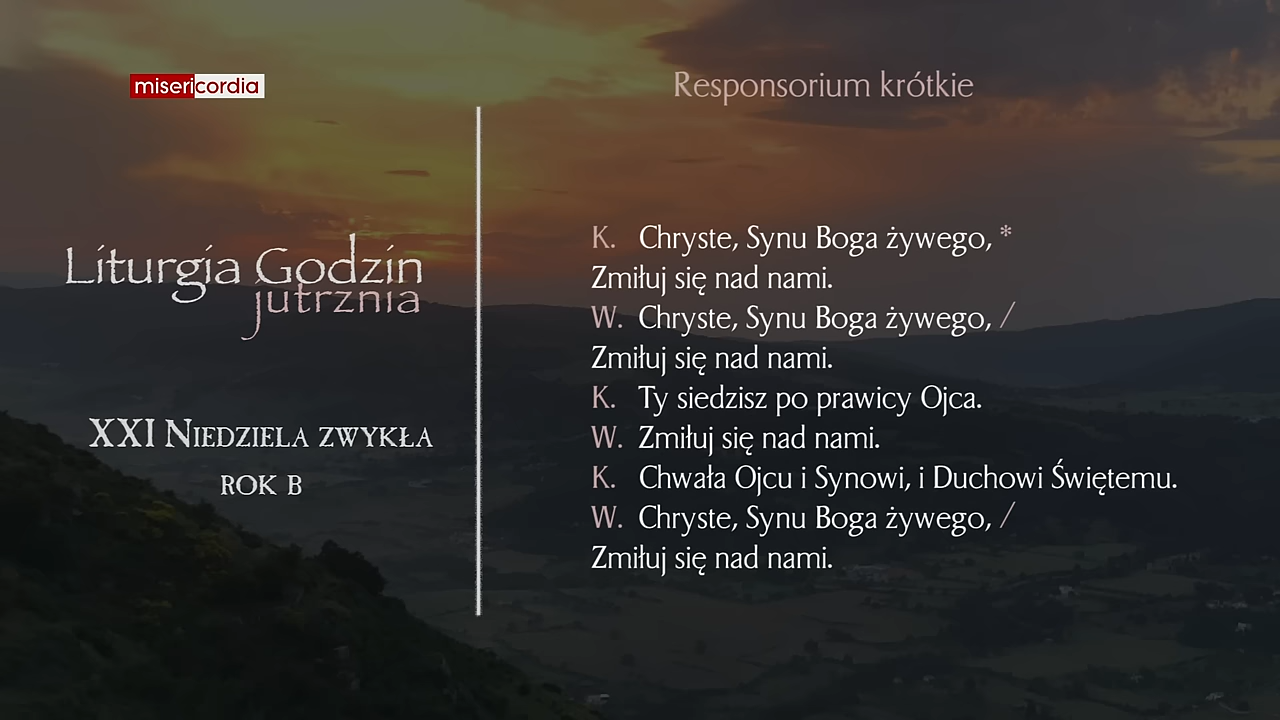 misericordia
Liturgia Godzin
jutrznia
XXI Niedziela zwykła
rok B
Responsorium krótkie
K. Chryste, Synu Boga żywego, *
Zmiłuj się nad nami.
W. Chryste, Synu Boga żywego, /
Zmiłuj się nad nami.
K. Ty siedzisz po prawicy Ojca.
W. Zmiłuj się nad nami.
K. Chwała Ojcu i Synowi, i Duchowi Świętemu.
W. Chryste, Synu Boga żywego, /
Zmiłuj się nad nami.